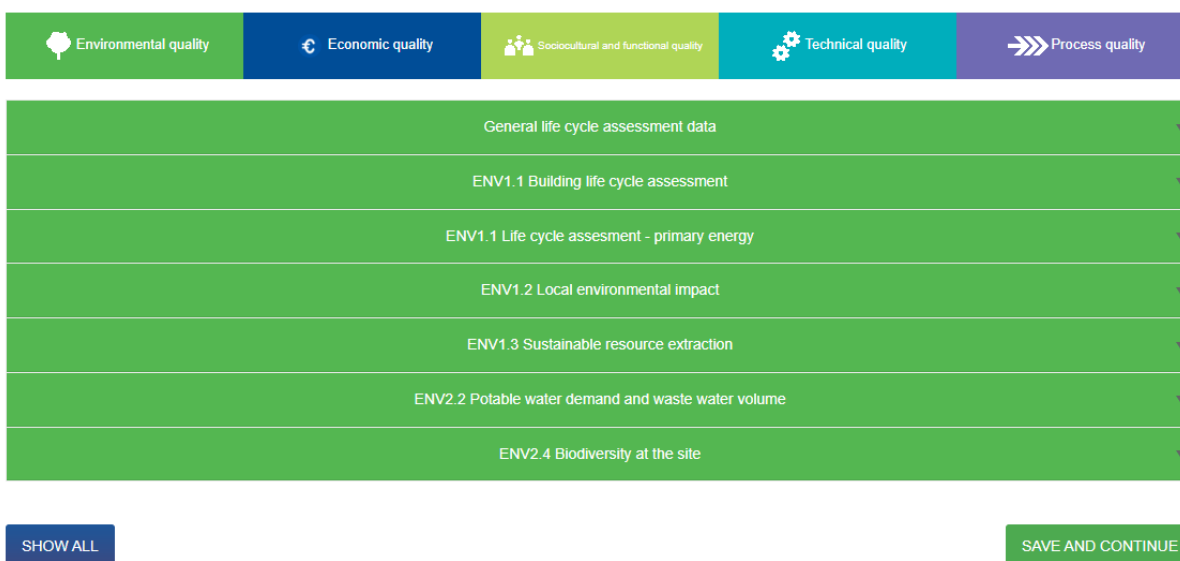 Environmental quality
Economic quality
Sociocultural and functional quality
Technical quality
Process quality
General life cycle assessment data
ENV1.1 Building life cycle assessment
ENV1.1 Life cycle assesment - primary energy
ENV1.2 Local environmental impact
ENV1.3 Sustainable resource extraction
ENV2.2 Potable water demand and waste water volume
ENV2.4 Biodiversity at the site
SHOW ALL
SAVE AND CONTINUE